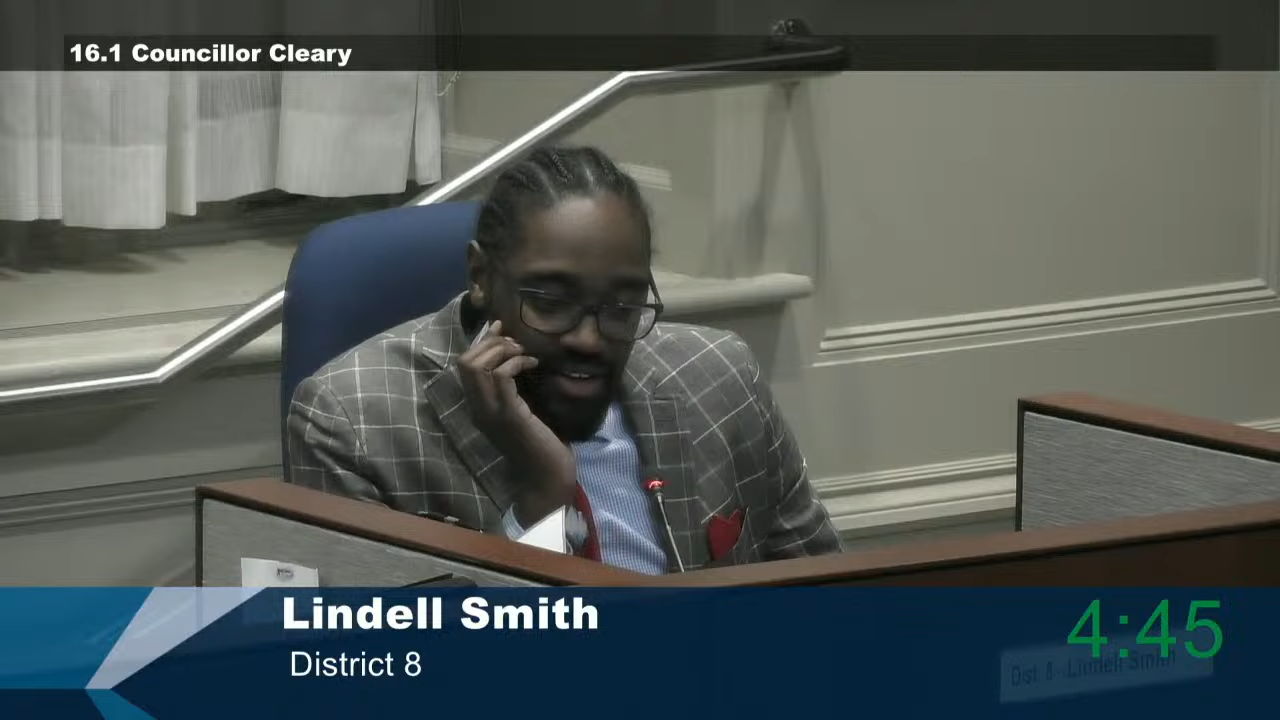 16.1 Councillor Cleary
Lindell Smith
District 8
4:45
Dist. 8 - Lindell Smith